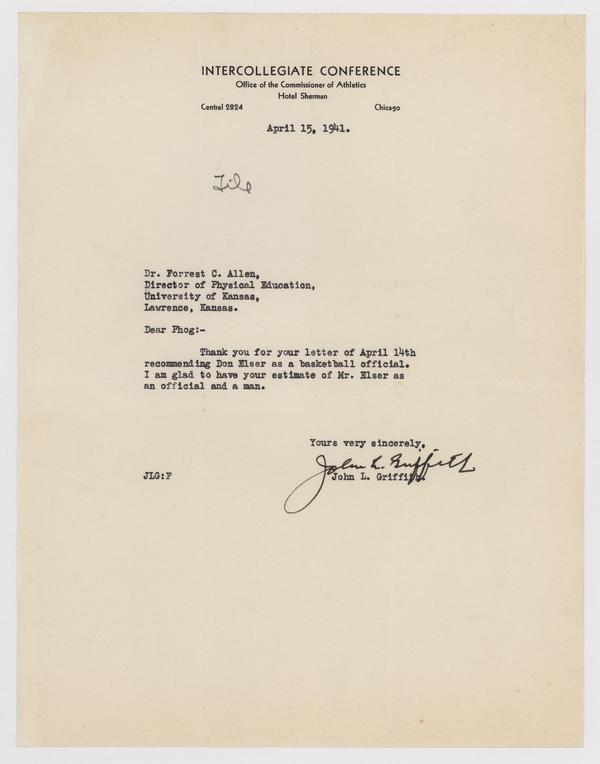 INTERCOLLEGIATE CONFERENCE
Office of the Commissioner of Athletics
Hotel Sherman
Central 2824 Chicago
April 15, 1941.
File
Dr. Forrest C. Allen,
Director of Physical Education,
University of Kansas,
Lawrence, Kansas.
Dear Phog:-
Thank you for your letter of April 14th
recommending Don Elser as a basketball official.
I am glad to have your estimate of Mr. Elser as
an official and a man.
Yours very sincerely,
John L. Griffith
JLG:F John L. Griffith.